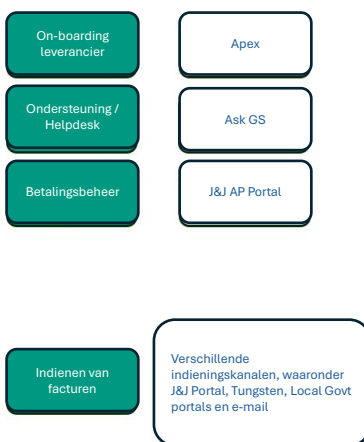 On-boarding
leverancier
Apex
Ondersteuning /
Helpdesk
Ask GS
Betalingsbeheer
J&J AP Portal
Indienen van
facturen
Verschillende
indieningskanalen, waaronder
J&J Portal, Tungsten, Local Govt
portals en e-mail